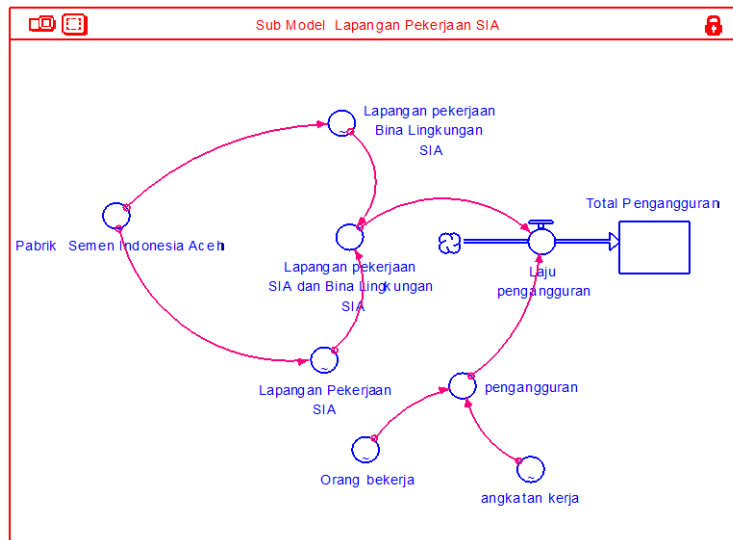 Sub Model Lapangan Pekerjaan SIA
Lapangan pekerjaan
Bina Lingkungan
SIA
Pabrik Semen Indonesia Aceh
Total Pengangguran
Lapangan pekerjaan
SIA dan Bina Lingkungan
SIA
Laju
pengangguran
Lapangan Pekerjaan
SIA
pengangguran
Orang bekerja
angkatan kerja